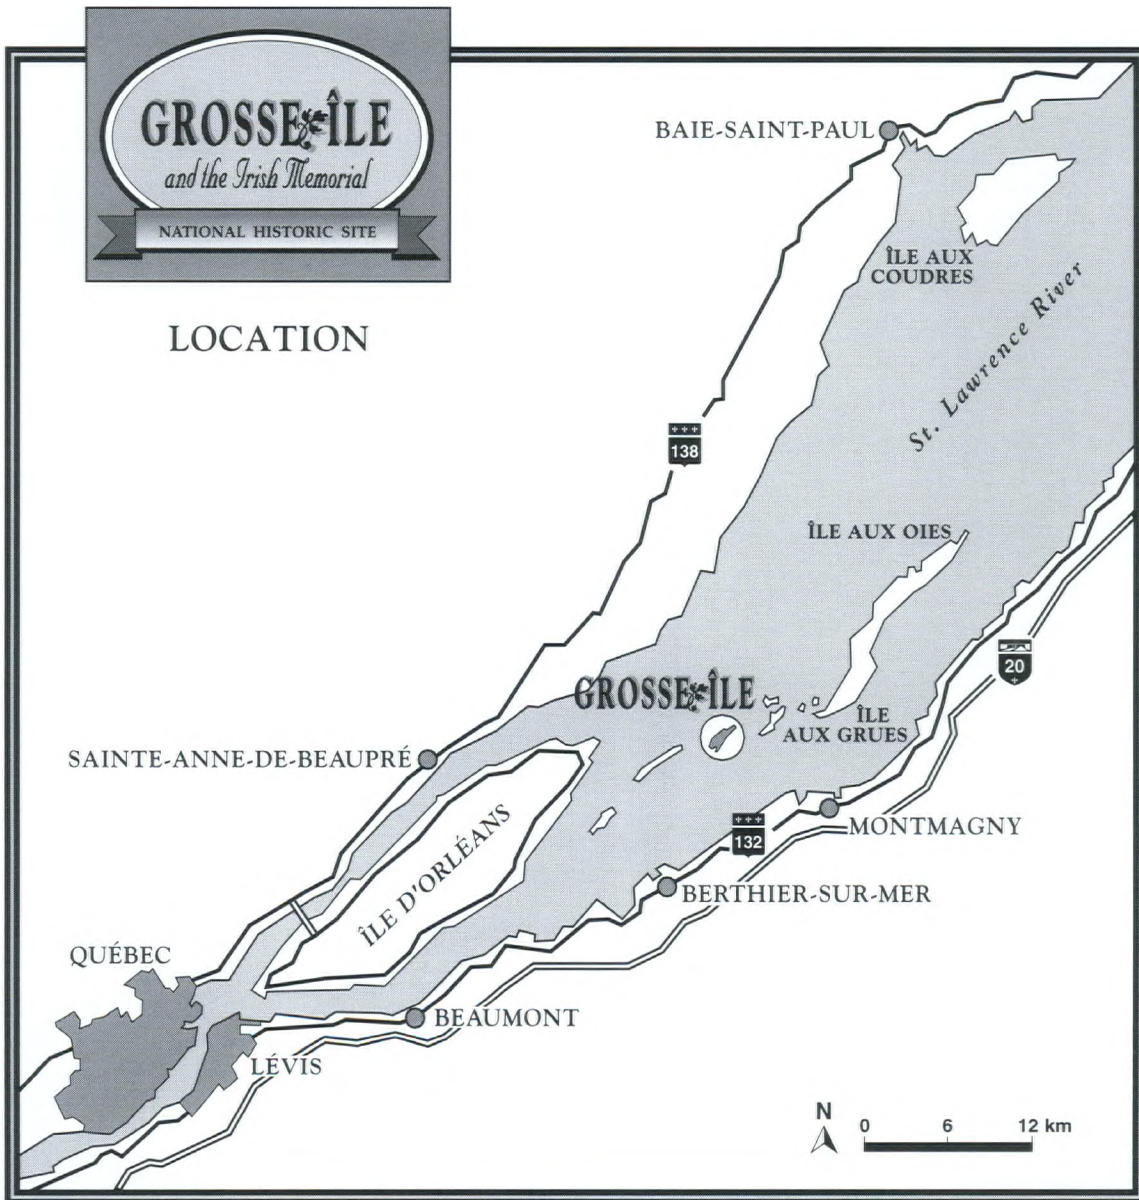 GROSSE ÎLE
and the Irish Memorial
NATIONAL HISTORIC SITE
LOCATION
BAIE-SAINT-PAUL
ÎLE AUX
COUDRES
St. Lawrence River
138
ÎLE AUX OIES
20
GROSSE ÎLE
ÎLE
AUX GRUES
SAINTE-ANNE-DE-BEAUPRÉ
MONTMAGNY
132
ÎLE D'ORLÉANS
BERTHIER-SUR-MER
QUÉBEC
BEAUMONT
LÉVIS
N
0 6 12 km